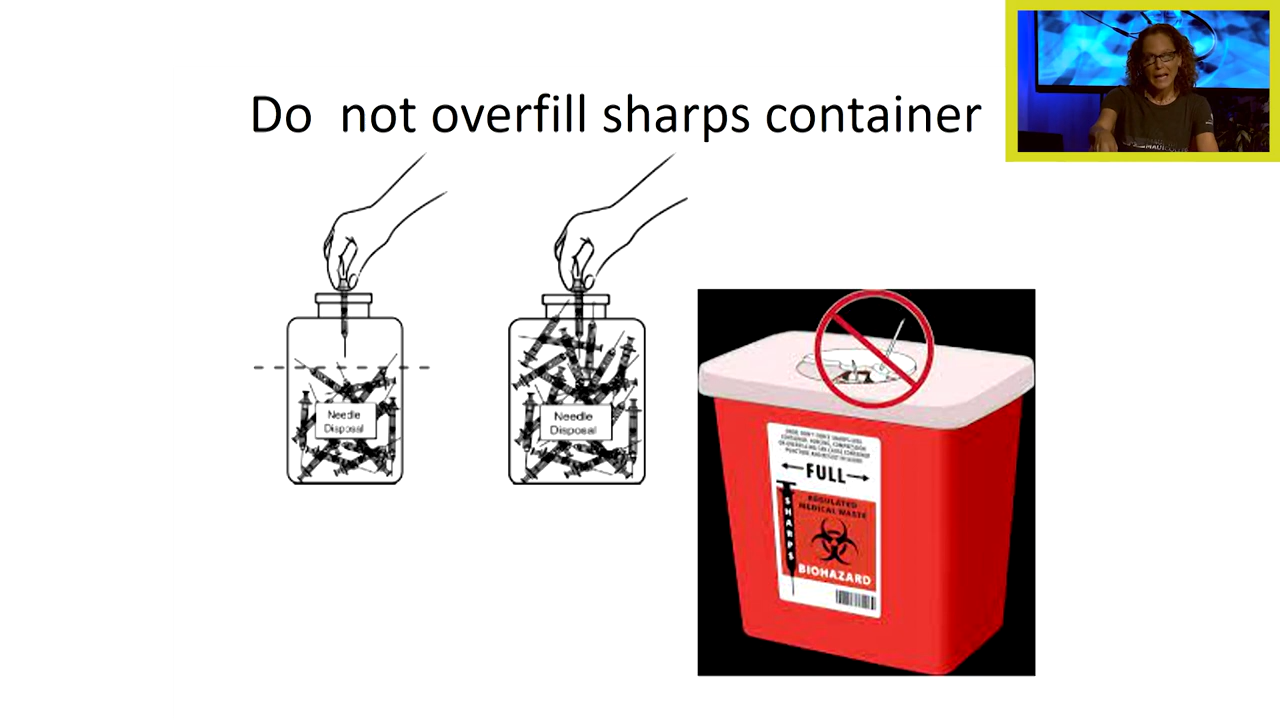 Do  not overfill sharps container
Needle
Disposal
Needle
Disposal
FULL
REGULATED
MEDICAL WASTE
SHARPS
BIOHAZARD